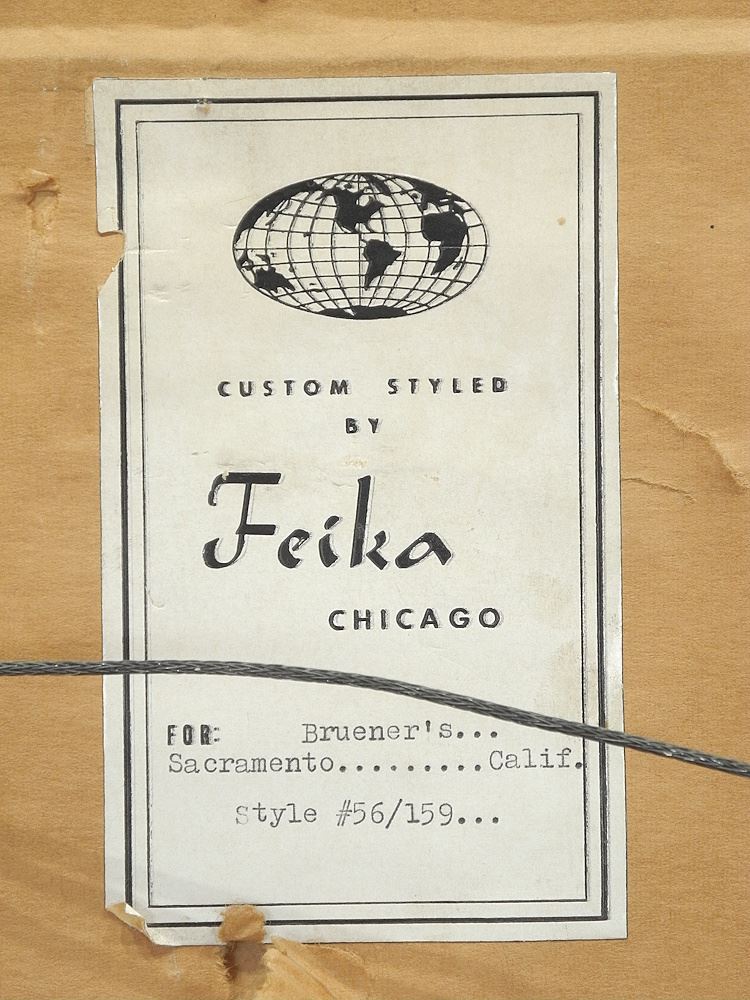 CUSTOM STYLED
BY
Feika
CHICAGO
FOR: Bruener's...
Sacramento.........Calif.
Style #56/159...